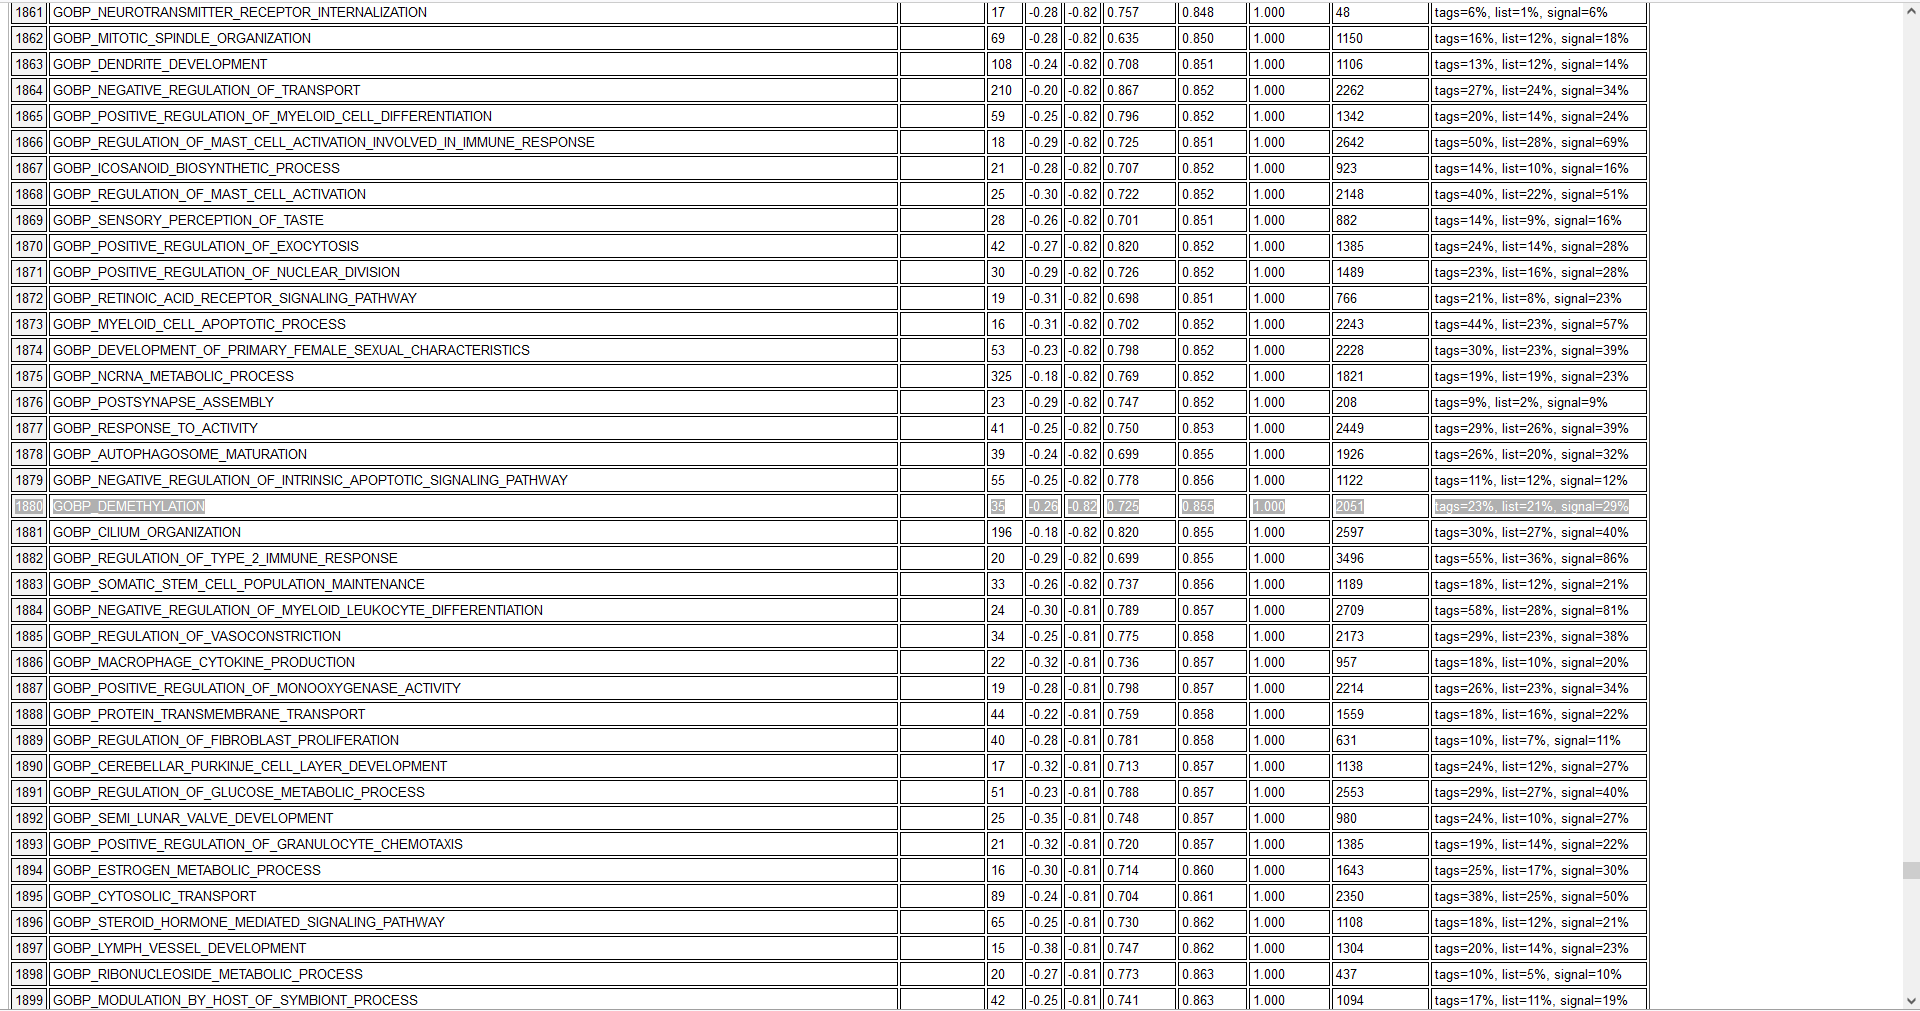 1861 GOBP_NEUROTRANSMITTER_RECEPTOR_INTERNALIZATION 17 -0.28 -0.82 0.757 0.848 1.000 48 tags=6%, list=1%, signal=6%
1862 GOBP_MITOTIC_SPINDLE_ORGANIZATION 69 -0.28 -0.82 0.635 0.850 1.000 1150 tags=16%, list=12%, signal=18%
1863 GOBP_DENDRITE_DEVELOPMENT 108 -0.24 -0.82 0.708 0.851 1.000 1106 tags=13%, list=12%, signal=14%
1864 GOBP_NEGATIVE_REGULATION_OF_TRANSPORT 210 -0.20 -0.82 0.867 0.852 1.000 2262 tags=27%, list=24%, signal=34%
1865 GOBP_POSITIVE_REGULATION_OF_MYELOID_CELL_DIFFERENTIATION 59 -0.25 -0.82 0.796 0.852 1.000 1342 tags=20%, list=14%, signal=24%
1866 GOBP_REGULATION_OF_MAST_CELL_ACTIVATION_INVOLVED_IN_IMMUNE_RESPONSE 18 -0.29 -0.82 0.725 0.851 1.000 2642 tags=50%, list=28%, signal=69%
1867 GOBP_ICOSANOID_BIOSYNTHETIC_PROCESS 21 -0.28 -0.82 0.707 0.852 1.000 923 tags=14%, list=10%, signal=16%
1868 GOBP_REGULATION_OF_MAST_CELL_ACTIVATION 25 -0.30 -0.82 0.722 0.852 1.000 2148 tags=40%, list=22%, signal=51%
1869 GOBP_SENSORY_PERCEPTION_OF_TASTE 28 -0.26 -0.82 0.701 0.851 1.000 882 tags=14%, list=9%, signal=16%
1870 GOBP_POSITIVE_REGULATION_OF_EXOCYTOSIS 42 -0.27 -0.82 0.820 0.852 1.000 1385 tags=24%, list=14%, signal=28%
1871 GOBP_POSITIVE_REGULATION_OF_NUCLEAR_DIVISION 30 -0.29 -0.82 0.726 0.852 1.000 1489 tags=23%, list=16%, signal=28%
1872 GOBP_RETINOIC_ACID_RECEPTOR_SIGNALING_PATHWAY 19 -0.31 -0.82 0.698 0.851 1.000 766 tags=21%, list=8%, signal=23%
1873 GOBP_MYELOID_CELL_APOPTOTIC_PROCESS 16 -0.31 -0.82 0.702 0.852 1.000 2243 tags=44%, list=23%, signal=57%
1874 GOBP_DEVELOPMENT_OF_PRIMARY_FEMALE_SEXUAL_CHARACTERISTICS 53 -0.23 -0.82 0.798 0.852 1.000 2228 tags=30%, list=23%, signal=39%
1875 GOBP_NCRNA_METABOLIC_PROCESS 325 -0.18 -0.82 0.769 0.852 1.000 1821 tags=19%, list=19%, signal=23%
1876 GOBP_POSTSYNAPSE_ASSEMBLY 23 -0.29 -0.82 0.747 0.852 1.000 208 tags=9%, list=2%, signal=9%
1877 GOBP_RESPONSE_TO_ACTIVITY 41 -0.25 -0.82 0.750 0.853 1.000 2449 tags=29%, list=26%, signal=39%
1878 GOBP_AUTOPHAGOSOME_MATURATION 39 -0.24 -0.82 0.699 0.855 1.000 1926 tags=26%, list=20%, signal=32%
1879 GOBP_NEGATIVE_REGULATION_OF_INTRINSIC_APOPTOTIC_SIGNALING_PATHWAY 55 -0.25 -0.82 0.778 0.856 1.000 1122 tags=11%, list=12%, signal=12%
1880 GOBP_DEMETHYLATION 35 -0.26 -0.82 0.725 0.855 1.000 2051 tags=23%, list=21%, signal=29%
1881 GOBP_CILIUM_ORGANIZATION 196 -0.18 -0.82 0.820 0.855 1.000 2597 tags=30%, list=27%, signal=40%
1882 GOBP_REGULATION_OF_TYPE_2_IMMUNE_RESPONSE 20 -0.29 -0.82 0.699 0.855 1.000 3496 tags=55%, list=36%, signal=86%
1883 GOBP_SOMATIC_STEM_CELL_POPULATION_MAINTENANCE 33 -0.26 -0.82 0.737 0.856 1.000 1189 tags=18%, list=12%, signal=21%
1884 GOBP_NEGATIVE_REGULATION_OF_MYELOID_LEUKOCYTE_DIFFERENTIATION 24 -0.30 -0.81 0.789 0.857 1.000 2709 tags=58%, list=28%, signal=81%
1885 GOBP_REGULATION_OF_VASOCONSTRICTION 34 -0.25 -0.81 0.775 0.858 1.000 2173 tags=29%, list=23%, signal=38%
1886 GOBP_MACROPHAGE_CYTOKINE_PRODUCTION 22 -0.32 -0.81 0.736 0.857 1.000 957 tags=18%, list=10%, signal=20%
1887 GOBP_POSITIVE_REGULATION_OF_MONOOXYGENASE_ACTIVITY 19 -0.28 -0.81 0.798 0.857 1.000 2214 tags=26%, list=23%, signal=34%
1888 GOBP_PROTEIN_TRANSMEMBRANE_TRANSPORT 44 -0.22 -0.81 0.759 0.858 1.000 1559 tags=18%, list=16%, signal=22%
1889 GOBP_REGULATION_OF_FIBROBLAST_PROLIFERATION 40 -0.28 -0.81 0.781 0.858 1.000 631 tags=10%, list=7%, signal=11%
1890 GOBP_CEREBELLAR_PURKINJE_CELL_LAYER_DEVELOPMENT 17 -0.32 -0.81 0.713 0.857 1.000 1138 tags=24%, list=12%, signal=27%
1891 GOBP_REGULATION_OF_GLUCOSE_METABOLIC_PROCESS 51 -0.23 -0.81 0.788 0.857 1.000 2553 tags=29%, list=27%, signal=40%
1892 GOBP_SEMI_LUNAR_VALVE_DEVELOPMENT 25 -0.35 -0.81 0.748 0.857 1.000 980 tags=24%, list=10%, signal=27%
1893 GOBP_POSITIVE_REGULATION_OF_GRANULOCYTE_CHEMOTAXIS 21 -0.32 -0.81 0.720 0.857 1.000 1385 tags=19%, list=14%, signal=22%
1894 GOBP_ESTROGEN_METABOLIC_PROCESS 16 -0.30 -0.81 0.714 0.860 1.000 1643 tags=25%, list=17%, signal=30%
1895 GOBP_CYTOSOLIC_TRANSPORT 89 -0.24 -0.81 0.704 0.861 1.000 2350 tags=38%, list=25%, signal=50%
1896 GOBP_STEROID_HORMONE_MEDIATED_SIGNALING_PATHWAY 65 -0.25 -0.81 0.730 0.862 1.000 1108 tags=18%, list=12%, signal=21%
1897 GOBP_LYMPH_VESSEL_DEVELOPMENT 15 -0.38 -0.81 0.747 0.862 1.000 1304 tags=20%, list=14%, signal=23%
1898 GOBP_RIBONUCLEOSIDE_METABOLIC_PROCESS 20 -0.27 -0.81 0.773 0.863 1.000 437 tags=10%, list=5%, signal=10%
1899 GOBP_MODULATION_BY_HOST_OF_SYMBIONT_PROCESS 42 -0.25 -0.81 0.741 0.863 1.000 1094 tags=17%, list=11%, signal=19%